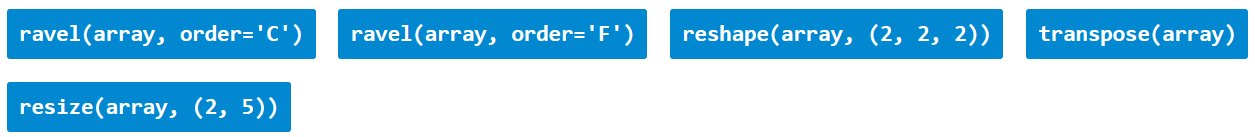 ravel(array, order='C') ravel(array, order='F') reshape(array, (2, 2, 2)) transpose(array)
resize(array, (2, 5))